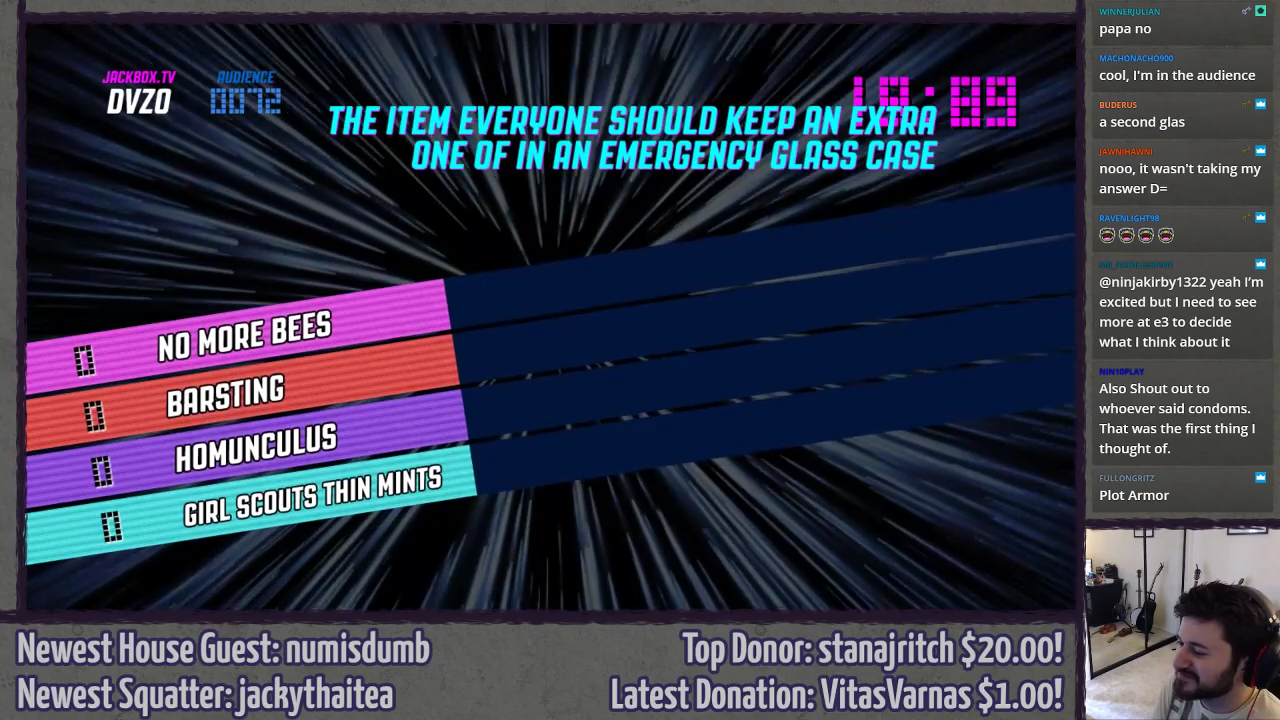 JACKBOX.TV
DVZO
AUDIENCE
0072
THE ITEM EVERYONE SHOULD KEEP AN EXTRA
ONE OF IN AN EMERGENCY GLASS CASE
0 NO MORE BEES
0 BARSTING
0 HOMUNCULUS
0 GIRL SCOUTS THIN MINTS
WINNERJULIAN
papa no
MACHONACHO900
cool, I'm in the audience
BUDERUS
a second glas
JAWNIHAWNI
nooo, it wasn't taking my
answer D=
RAVENLIGHT98
@ninjakirby1322 yeah I'm
excited but I need to see
more at e3 to decide
what I think about it
NIN10PLAY
Also Shout out to
whoever said condoms.
That was the first thing I
thought of.
FULLONGRITZ
Plot Armor
Newest House Guest: numisdumb
Newest Squatter: jackythaitea
Top Donor: stanajritch $20.00!
Latest Donation: VitasVarnas $1.00!